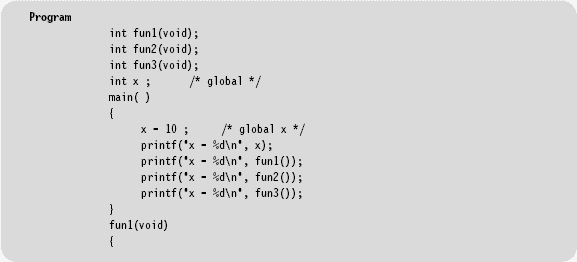 Program
int fun1(void);
int fun2(void);
int fun3(void);
int x ; /* global */
main( )
{
x = 10 ; /* global x */
printf("x = %d\n", x);
printf("x = %d\n", fun1());
printf("x = %d\n", fun2());
printf("x = %d\n", fun3());
}
fun1(void)
{